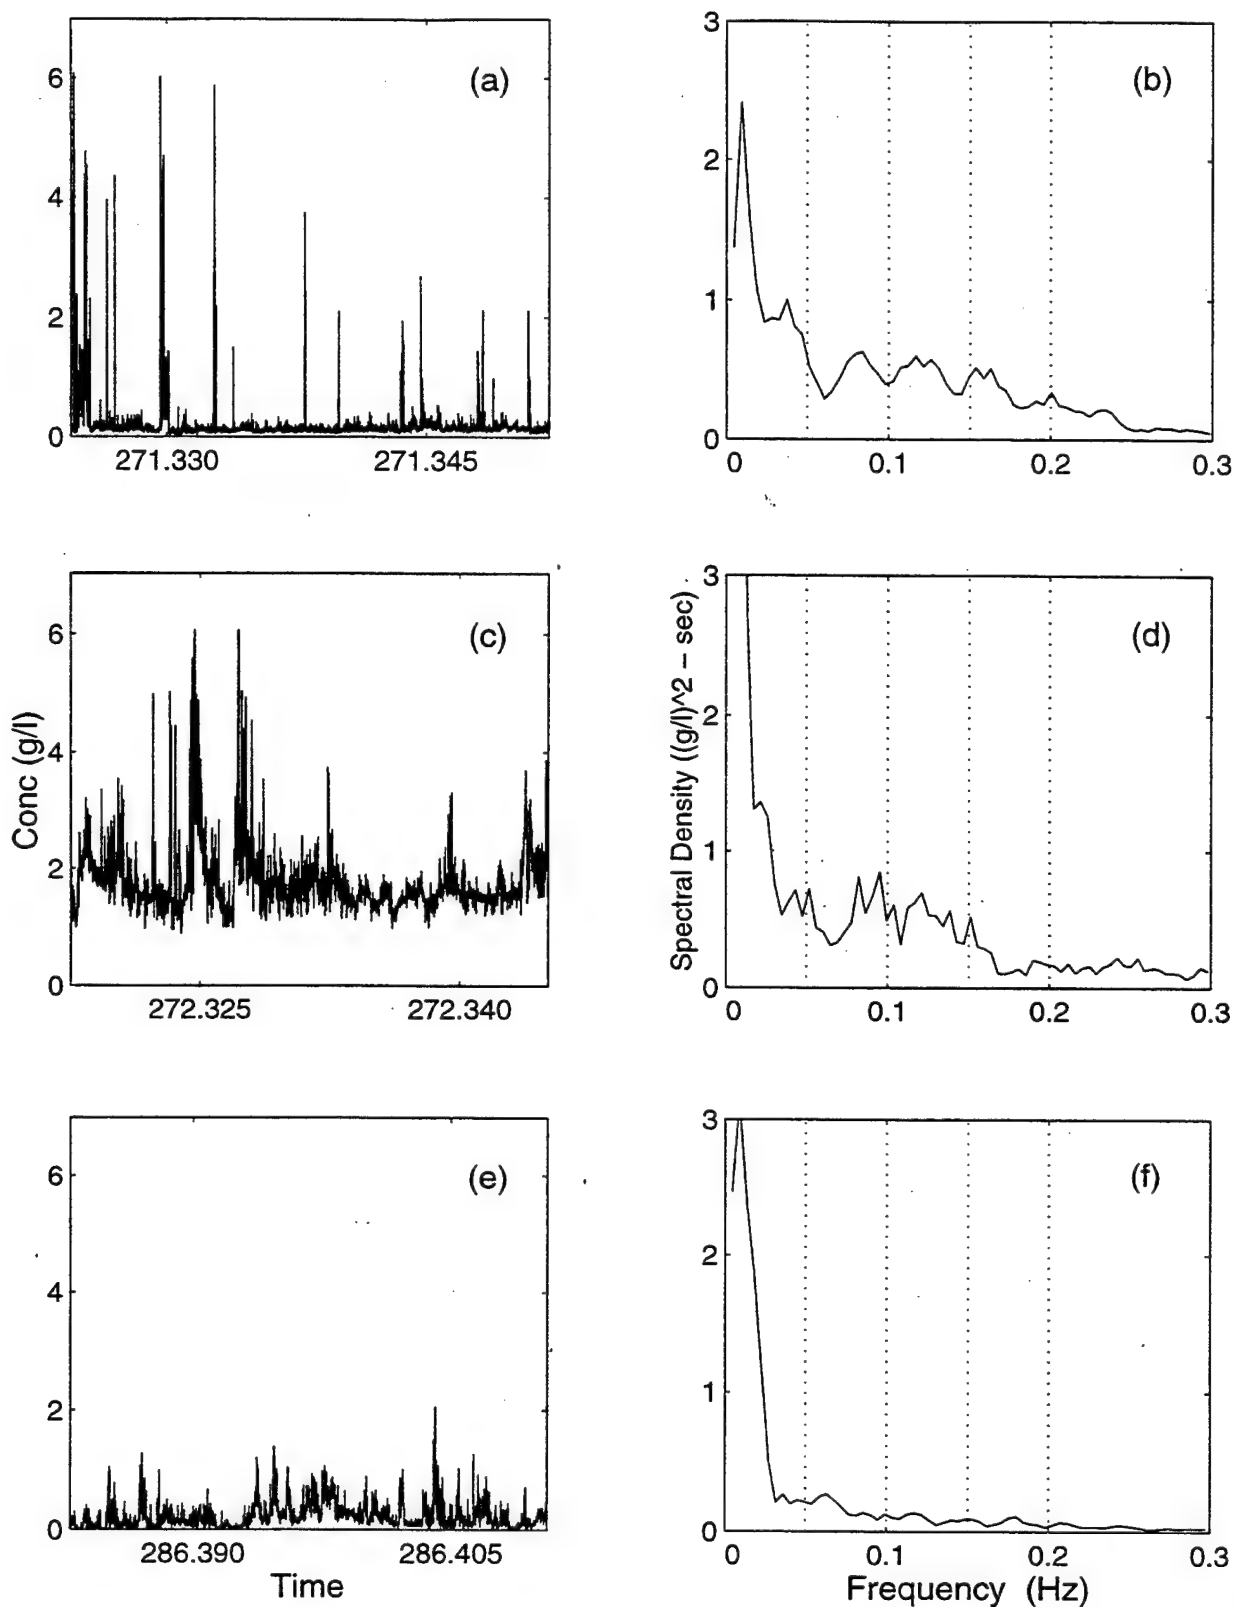 6
4
2
0
(a)
271.330 271.345
3
2
1
0
(b)
0 0.1 0.2 0.3
Conc (g/l)
6
4
2
0
(c)
272.325 272.340
Spectral Density ((g/l)^2 – sec)
3
2
1
0
(d)
0 0.1 0.2 0.3
6
4
2
0
(e)
286.390 286.405
Time
3
2
1
0
(f)
0 0.1 0.2 0.3
Frequency (Hz)